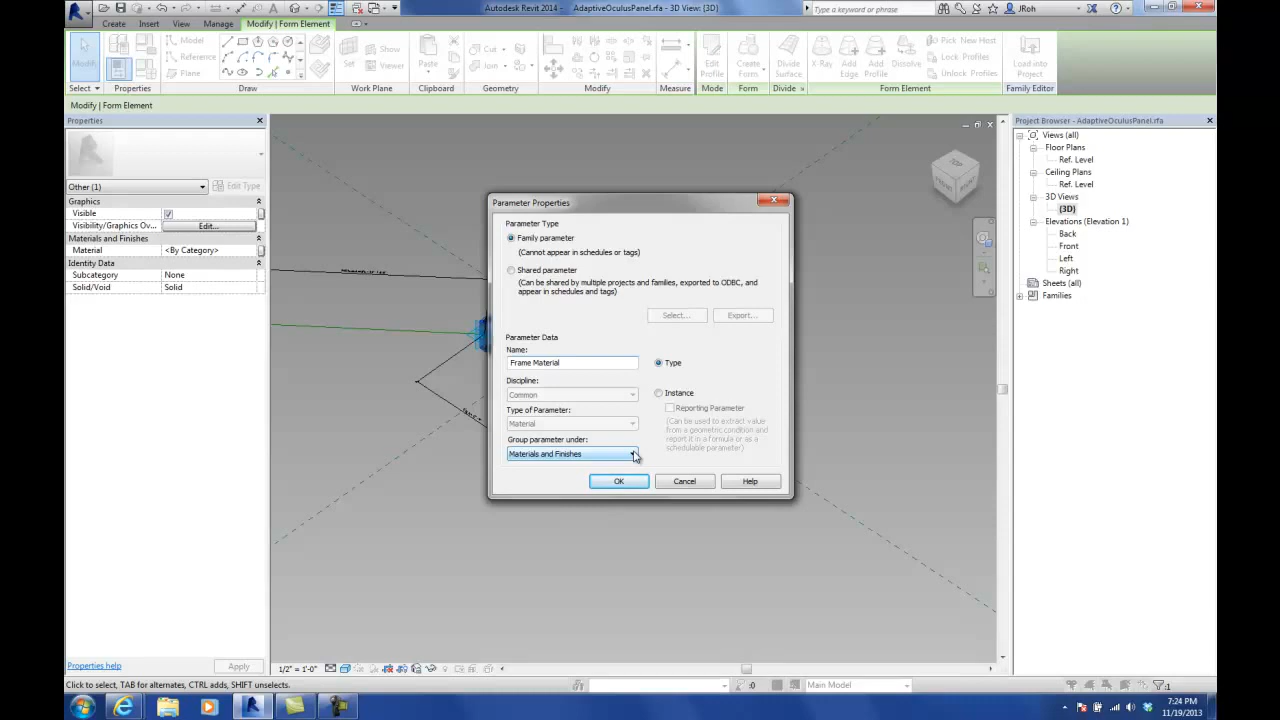 Autodesk Revit 2014 - AdaptiveOculusPanel.rfa - 3D View: {3D}
Type a keyword or phrase
JRoh
Create Insert View Manage Modify | Form Element
Modify
Select
Properties
Model
Reference
Plane
Draw
Set
Show
Viewer
Work Plane
Paste
Clipboard
Cut
Join
Geometry
Modify
Measure
Edit Profile
Mode
Create Form
Form
Divide Surface
Divide
X-Ray
Add Edge
Add Profile
Dissolve
Pick New Host
Lock Profiles
Unlock Profiles
Form Element
Load into Project
Family Editor
Modify | Form Element
Properties
Other (1)
Edit Type
Graphics
Visible
Visibility/Graphics Ov... Edit...
Materials and Finishes
Material <By Category>
Identity Data
Subcategory None
Solid/Void Solid
Properties help
Apply
TOP
FRONT
RIGHT
Parameter Properties
Parameter Type
Family parameter
(Cannot appear in schedules or tags)
Shared parameter
(Can be shared by multiple projects and families, exported to ODBC, and
appear in schedules and tags)
Select... Export...
Parameter Data
Name:
Frame Material
Type
Discipline:
Common
Instance
Reporting Parameter
(Can be used to extract value
from a geometric condition and
report it in a formula or as a
schedulable parameter)
Type of Parameter:
Material
Group parameter under:
Materials and Finishes
OK Cancel Help
Project Browser - AdaptiveOculusPanel.rfa
Views (all)
Floor Plans
Ref. Level
Ceiling Plans
Ref. Level
3D Views
{3D}
Elevations (Elevation 1)
Back
Front
Left
Right
Sheets (all)
Families
1/2" = 1'-0"
Click to select, TAB for alternates, CTRL adds, SHIFT unselects.
:0
Main Model
:1
7:24 PM
11/19/2013